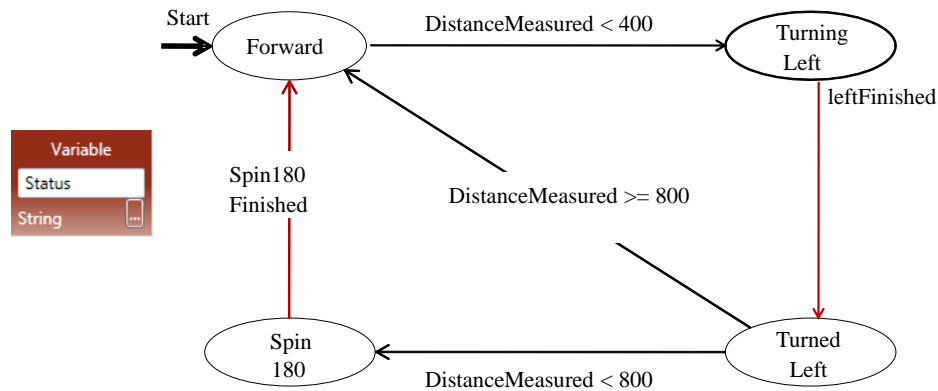 Start
Forward
DistanceMeasured < 400
Turning
Left
leftFinished
Variable
Status
String
...
Spin180
Finished
DistanceMeasured >= 800
Spin
180
DistanceMeasured < 800
Turned
Left